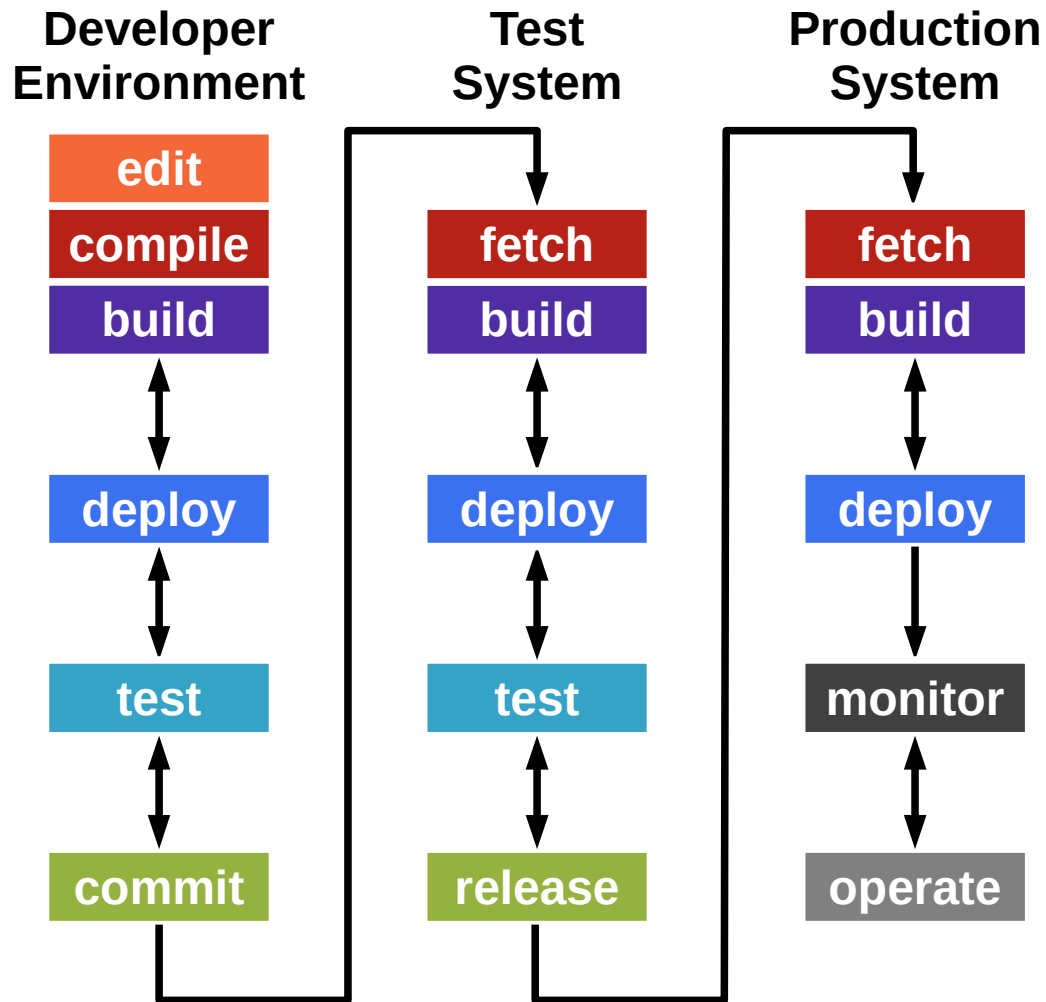 Developer
Environment
edit
compile
build
deploy
test
commit
Test
System
fetch
build
deploy
test
release
Production
System
fetch
build
deploy
monitor
operate